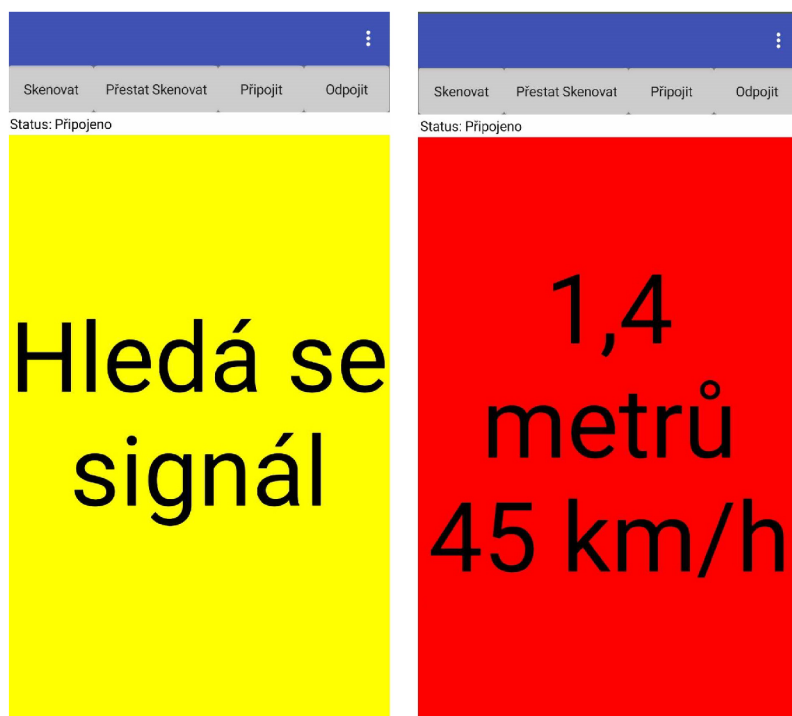 Skenovat Přestat Skenovat Připojit Odpojit
Status: Připojeno
Hledá se
signál
Skenovat Přestat Skenovat Připojit Odpojit
Status: Připojeno
1,4
metrů
45 km/h